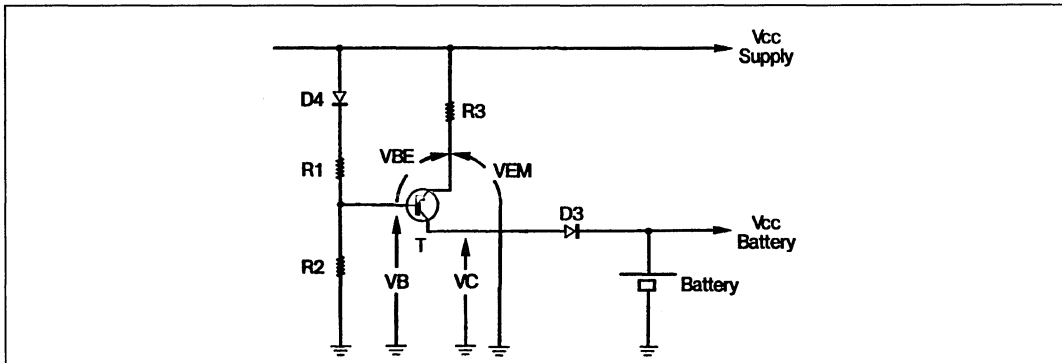 Vcc
Supply
D4
R3
VBE
VEM
R1
D3
Vcc
Battery
T
R2
VB
VC
Battery